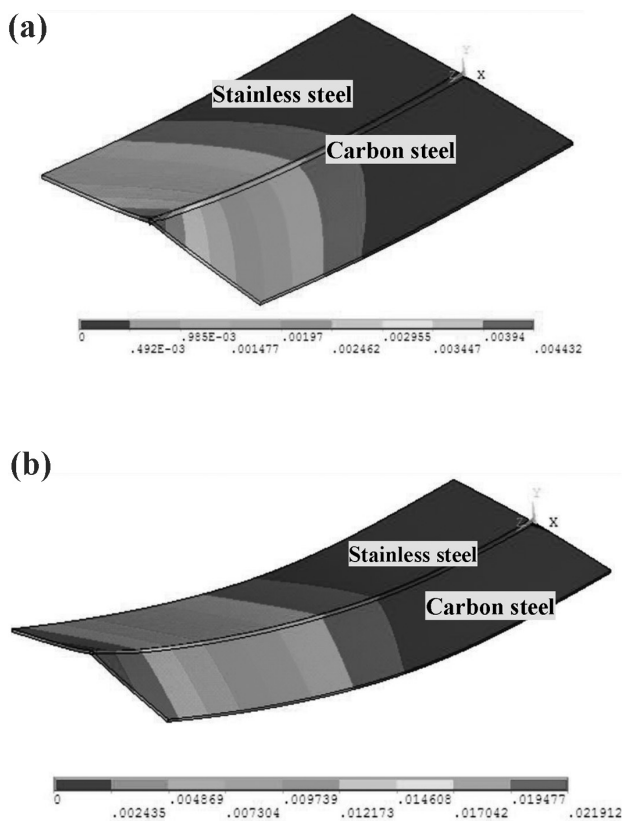 (a)
Y
Z X
Stainless steel
Carbon steel
0 .985E-03 .00197 .002955 .00394
.492E-03 .001477 .002462 .003447 .004432
(b)
Y
Z X
Stainless steel
Carbon steel
0 .004869 .009739 .014608 .019477
.002435 .007304 .012173 .017042 .021912